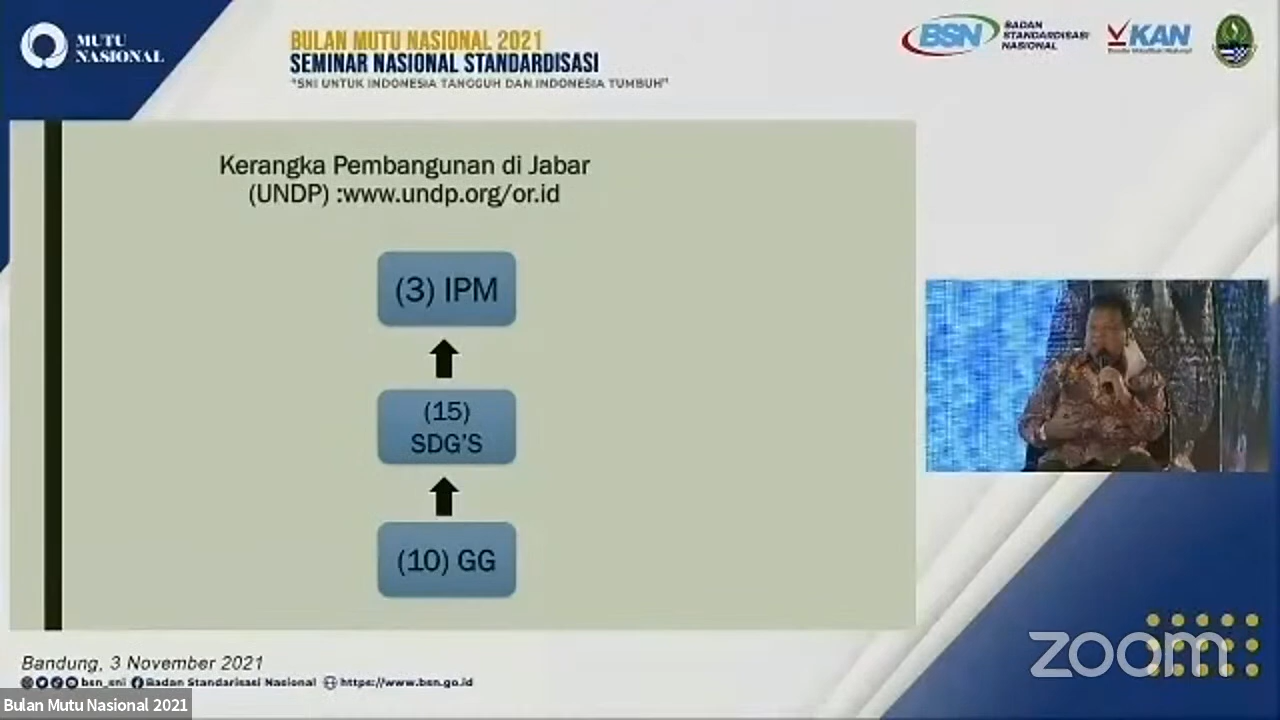 MUTU
NASIONAL
BULAN MUTU NASIONAL 2021
SEMINAR NASIONAL STANDARDISASI
"SNI UNTUK INDONESIA TANGGUH DAN INDONESIA TUMBUH"
BSN
BADAN
STANDARDISASI
NASIONAL
KAN
Kerangka Pembangunan di Jabar
(UNDP) :www.undp.org/or.id
(3) IPM
(15)
SDG'S
(10) GG
Bandung, 3 November 2021
bsn_sni Badan Standarisasi Nasional https://www.bsn.go.id
zoom
Bulan Mutu Nasional 2021